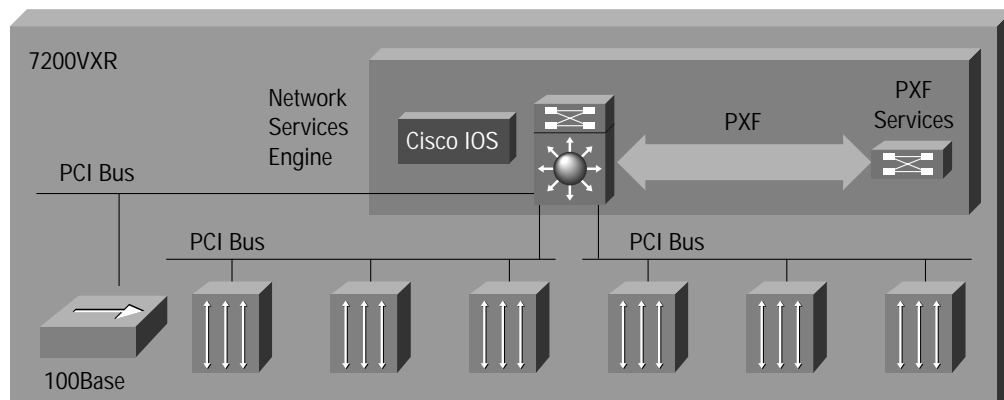 7200VXR
Network
Services
Engine
Cisco IOS
PXF
PXF
Services
PCI Bus
PCI Bus
PCI Bus
100Base